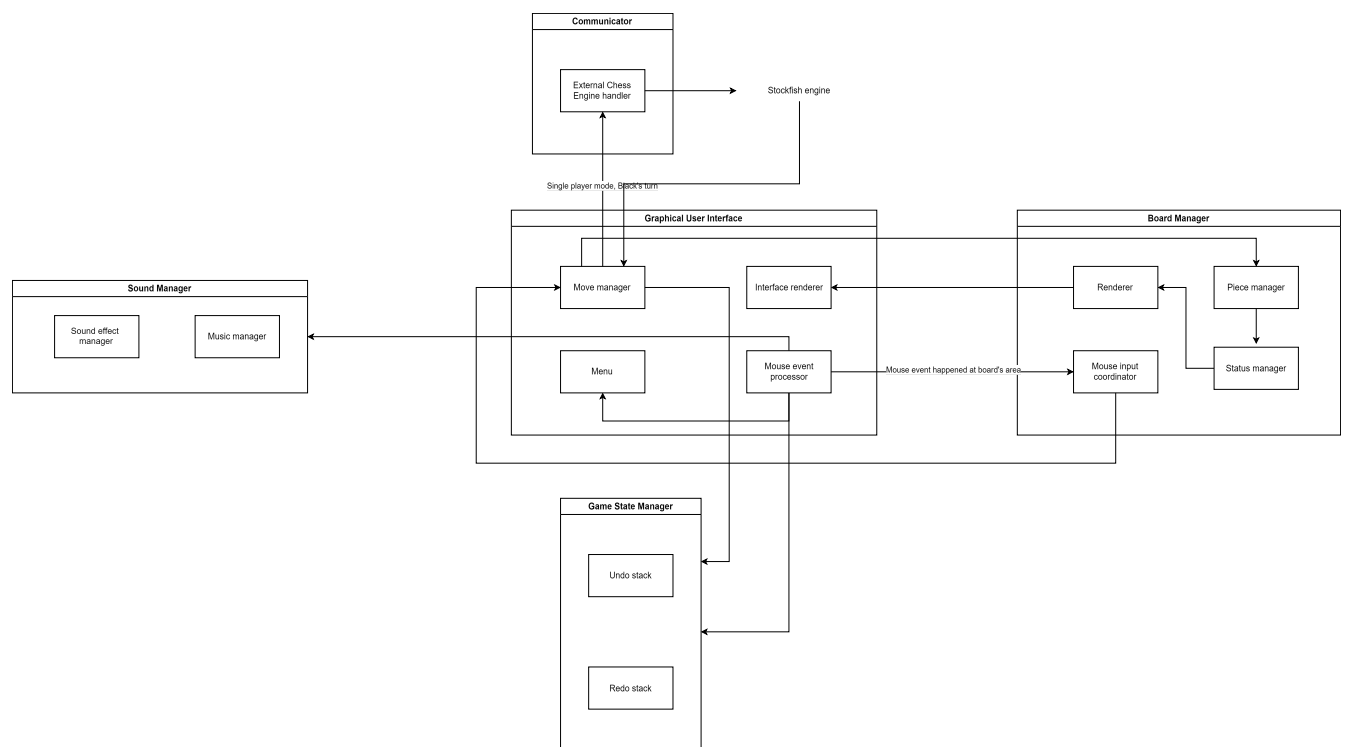 Communicator
External Chess
Engine handler
Stockfish engine
Single player mode, Black's turn
Graphical User Interface
Board Manager
Move manager
Interface renderer
Renderer
Piece manager
Sound Manager
Sound effect
manager
Music manager
Menu
Mouse event
processor
Mouse event happened at board's area
Mouse input
coordinator
Status manager
Game State Manager
Undo stack
Redo stack